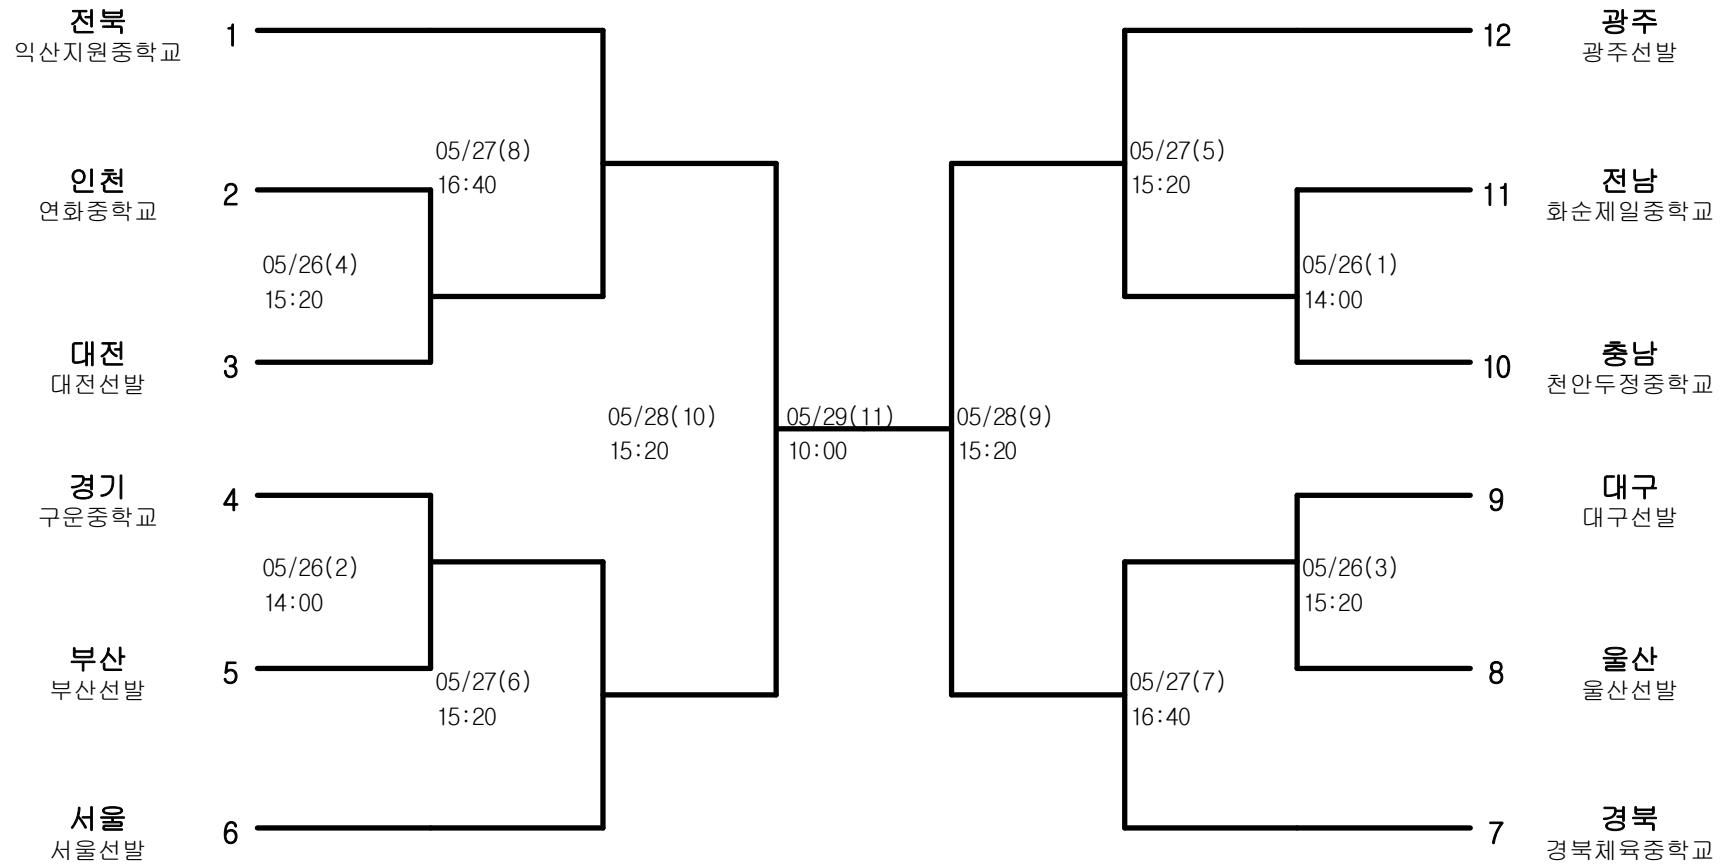 전북
익산지원중학교
1
12
광주
광주선발
05/27(8)
16:40
05/27(5)
15:20
인천
연화중학교
2
11
전남
화순제일중학교
05/26(4)
15:20
05/26(1)
14:00
대전
대전선발
3
10
충남
천안두정중학교
05/28(10)
15:20
05/29(11)
10:00
05/28(9)
15:20
경기
구운중학교
4
9
대구
대구선발
05/26(2)
14:00
05/26(3)
15:20
부산
부산선발
5
8
울산
울산선발
05/27(6)
15:20
05/27(7)
16:40
서울
서울선발
6
7
경북
경북체육중학교